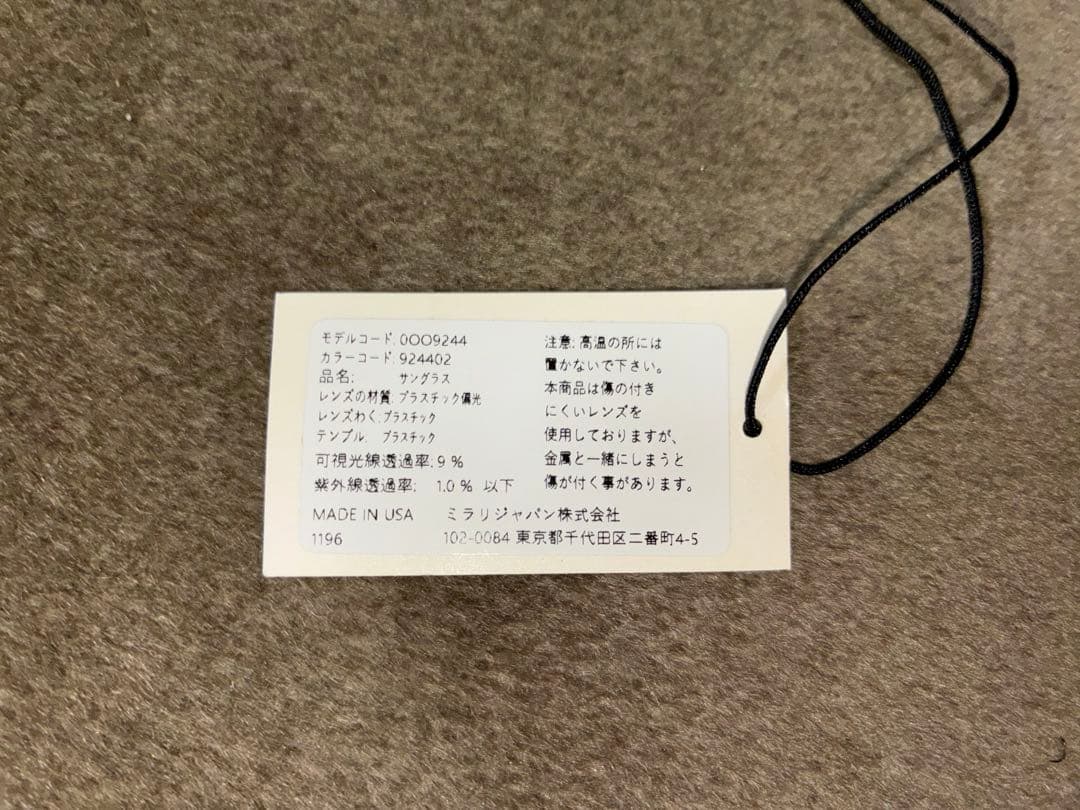 モデルコード: 0OO9244
カラーコード: 924402
品名: サングラス
レンズの材質: プラスチック偏光
レンズわく: プラスチック
テンプル: プラスチック
可視光線透過率: 9 %
紫外線透過率: 1.0 % 以下
MADE IN USA
1196
注意: 高温の所には
置かないで下さい。
本商品は傷の付き
にくいレンズを
使用しておりますが、
金属と一緒にしまうと
傷が付く事があります。
ミラリジャパン株式会社
102-0084 東京都千代田区二番町4-5